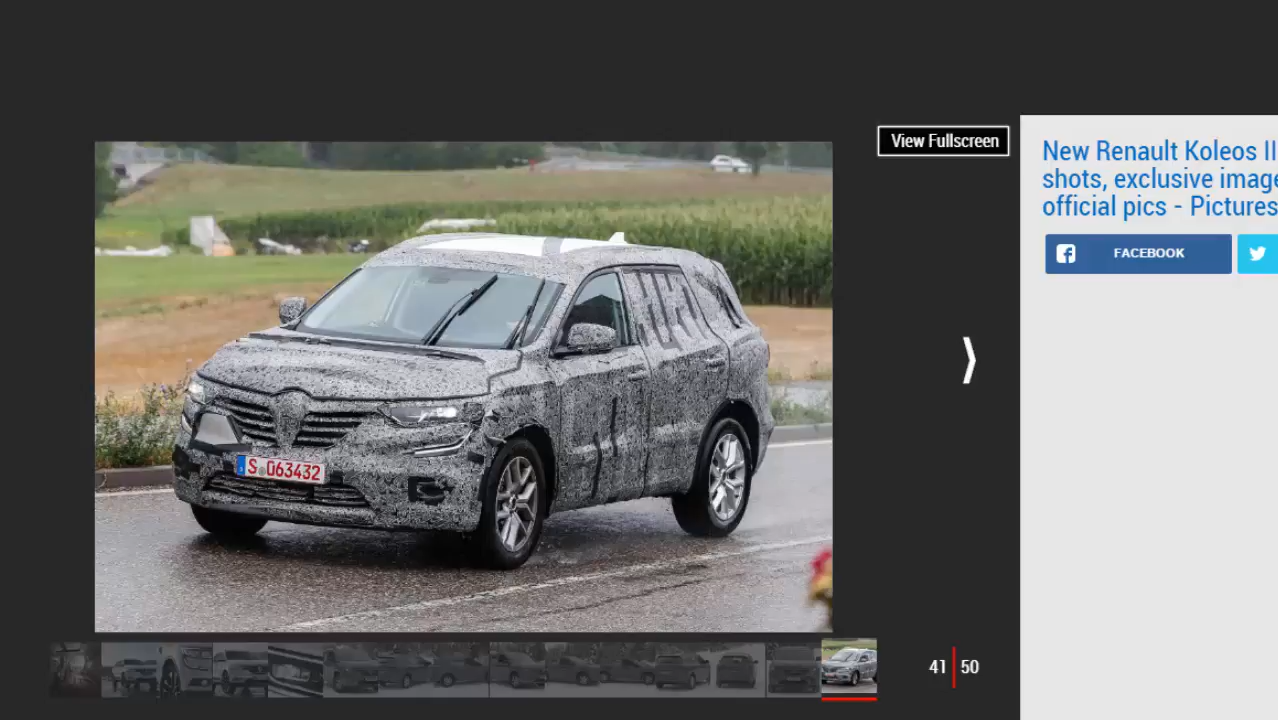 View Fullscreen
New Renault Koleos II
shots, exclusive image
official pics - Pictures
FACEBOOK
S 063432
41 50